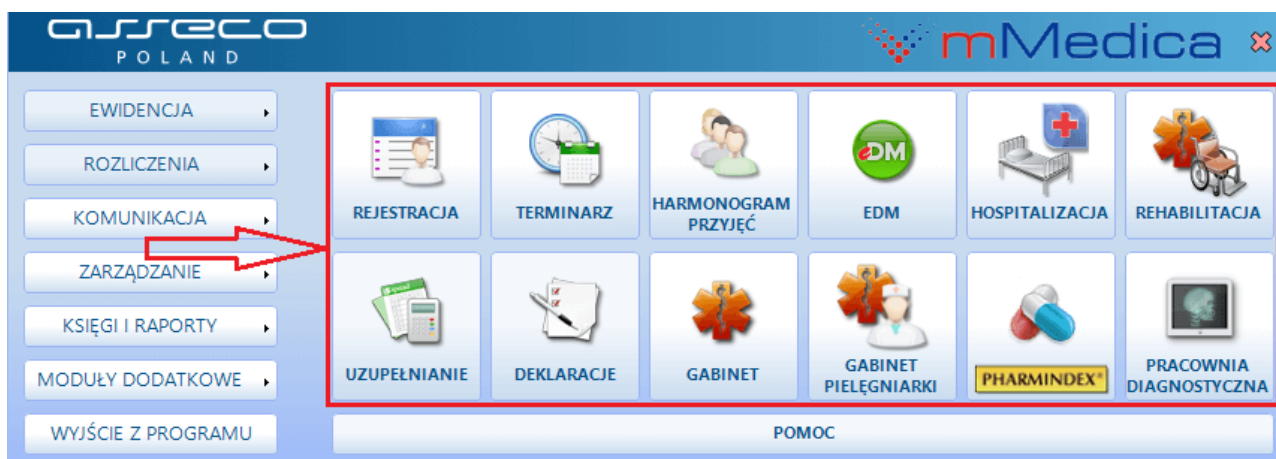 asseco
POLAND
mMedica
EWIDENCJA
ROZLICZENIA
KOMUNIKACJA
ZARZĄDZANIE
KSIĘGI I RAPORTY
MODUŁY DODATKOWE
WYJŚCIE Z PROGRAMU
REJESTRACJA
TERMINARZ
HARMONOGRAM
PRZYJĘĆ
eDM
EDM
HOSPITALIZACJA
REHABILITACJA
UZUPEŁNIANIE
DEKLARACJE
GABINET
GABINET
PIELĘGNIARKI
PHARMINDEX®
PRACOWNIA
DIAGNOSTYCZNA
POMOC